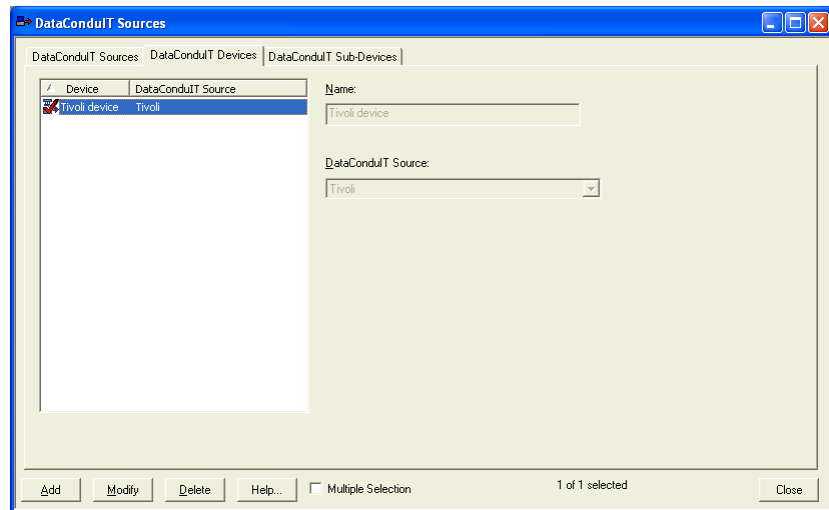 DataConduIT Sources
DataConduIT Sources DataConduIT Devices DataConduIT Sub-Devices
Device DataConduIT Source Name:
Tivoli device Tivoli Tivoli device
DataConduIT Source:
Tivoli
Add Modify Delete Help... Multiple Selection 1 of 1 selected Close